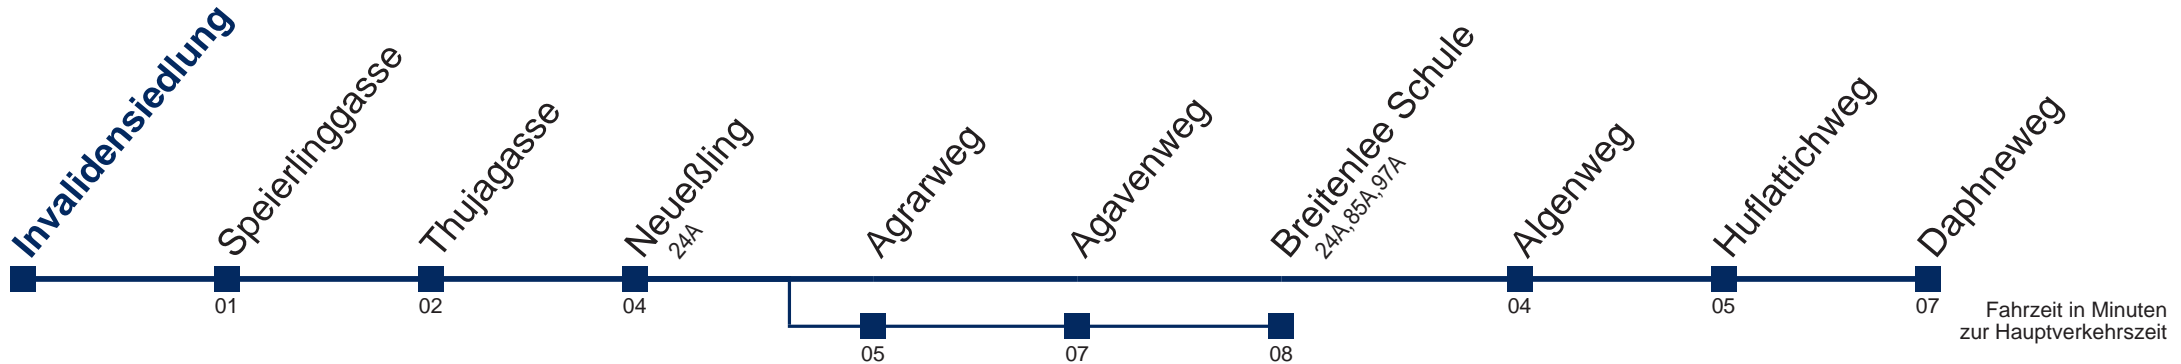 Invalidensiedlung
Speierlinggasse
Thujagasse
Neueßling
24A
Agrarweg
Agavenweg
Breitenlee Schule
24A,85A,97A
Algenweg
Huflattichweg
Daphneweg
01
02
04
04
05
07
Fahrzeit in Minuten
zur Hauptverkehrszeit
05
07
08